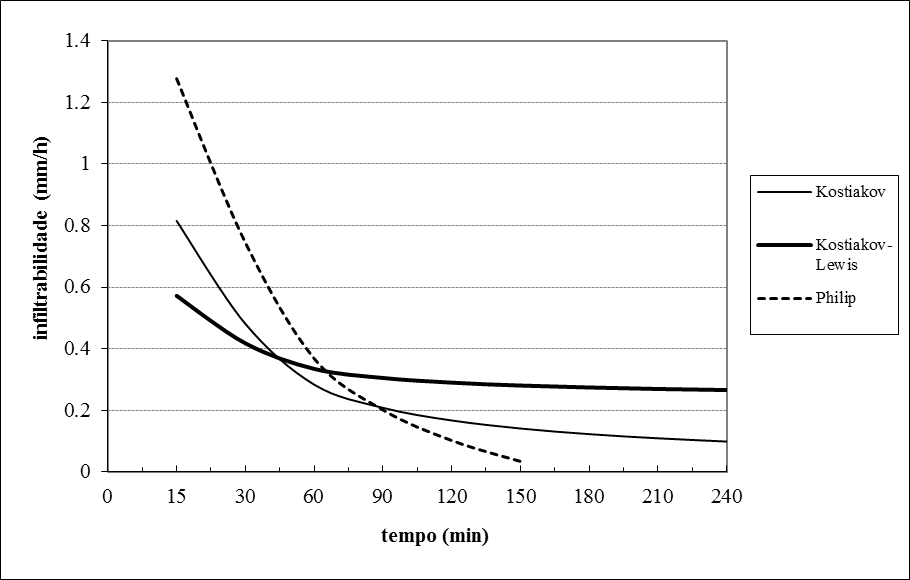 1.4
1.2
1
0.8
0.6
0.4
0.2
0
infiltrabilidade (mm/h)
0 15 30 60 90 120 150 180 210 240
tempo (min)
Kostiakov
Kostiakov-
Lewis
Philip